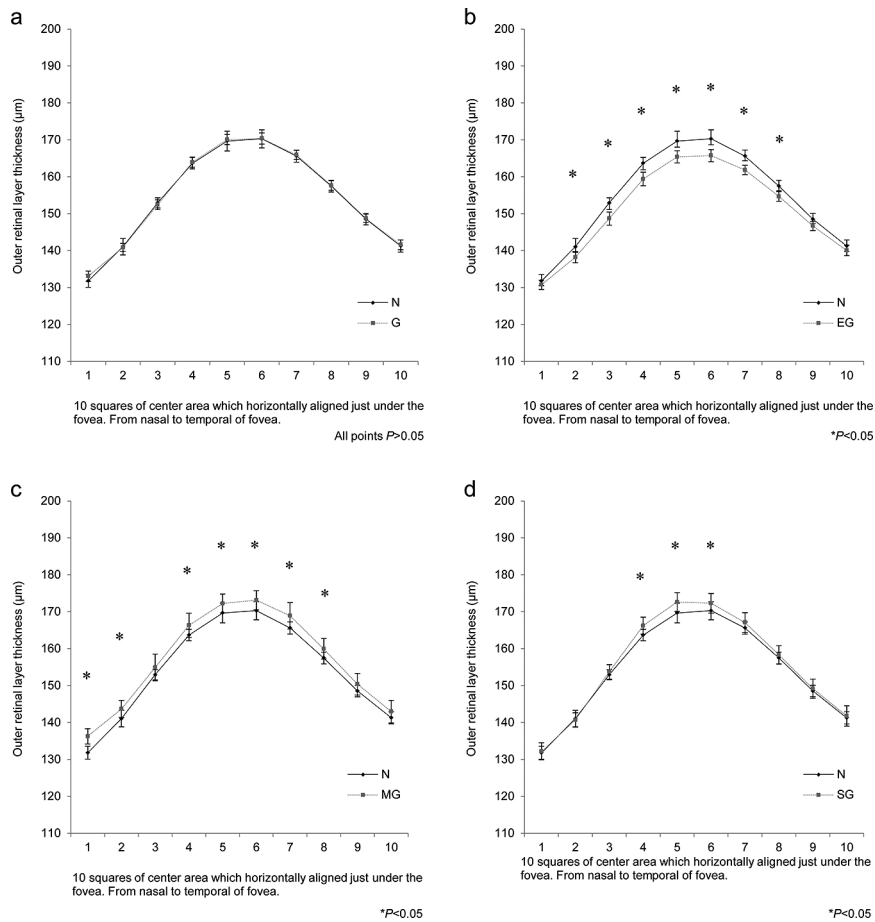 a
Outer retinal layer thickness (μm)
200
190
180
170
160
150
140
130
120
110
N
G
1 2 3 4 5 6 7 8 9 10
10 squares of center area which horizontally aligned just under the
fovea. From nasal to temporal of fovea.
All points P>0.05
b
Outer retinal layer thickness (μm)
200
190
180
170
160
150
140
130
120
110
* * * * * * *
N
EG
1 2 3 4 5 6 7 8 9 10
10 squares of center area which horizontally aligned just under the
fovea. From nasal to temporal of fovea.
*P<0.05
c
Outer retinal layer thickness (μm)
200
190
180
170
160
150
140
130
120
110
* * * * * * *
N
MG
1 2 3 4 5 6 7 8 9 10
10 squares of center area which horizontally aligned just under the
fovea. From nasal to temporal of fovea.
*P<0.05
d
Outer retinal layer thickness (μm)
200
190
180
170
160
150
140
130
120
110
* * *
N
SG
1 2 3 4 5 6 7 8 9 10
10 squares of center area which horizontally aligned just under the
fovea. From nasal to temporal of fovea.
*P<0.05